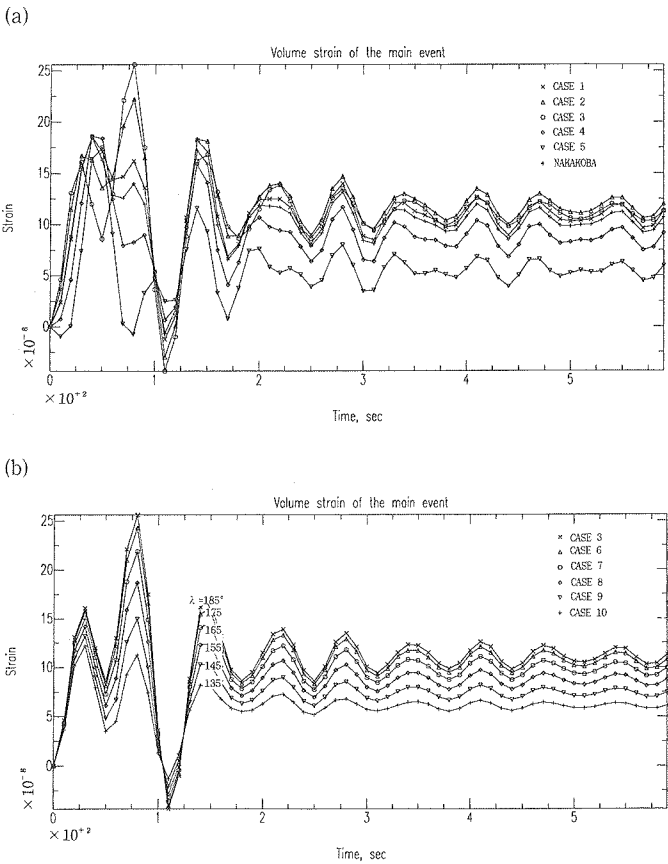 (a)
Volume strain of the main event
25
20
15
10
5
0
Strain
×10⁻⁸
× CASE 1
△ CASE 2
○ CASE 3
◇ CASE 4
▽ CASE 5
NAKAKOBA
0 1 2 3 4 5
×10⁺²
Time, sec
(b)
Volume strain of the main event
25
20
15
10
5
0
Strain
×10⁻⁸
× CASE 3
△ CASE 6
○ CASE 7
◇ CASE 8
▽ CASE 9
+ CASE 10
λ =185°
175
165
155
145
135
0 1 2 3 4 5
×10⁺²
Time, sec